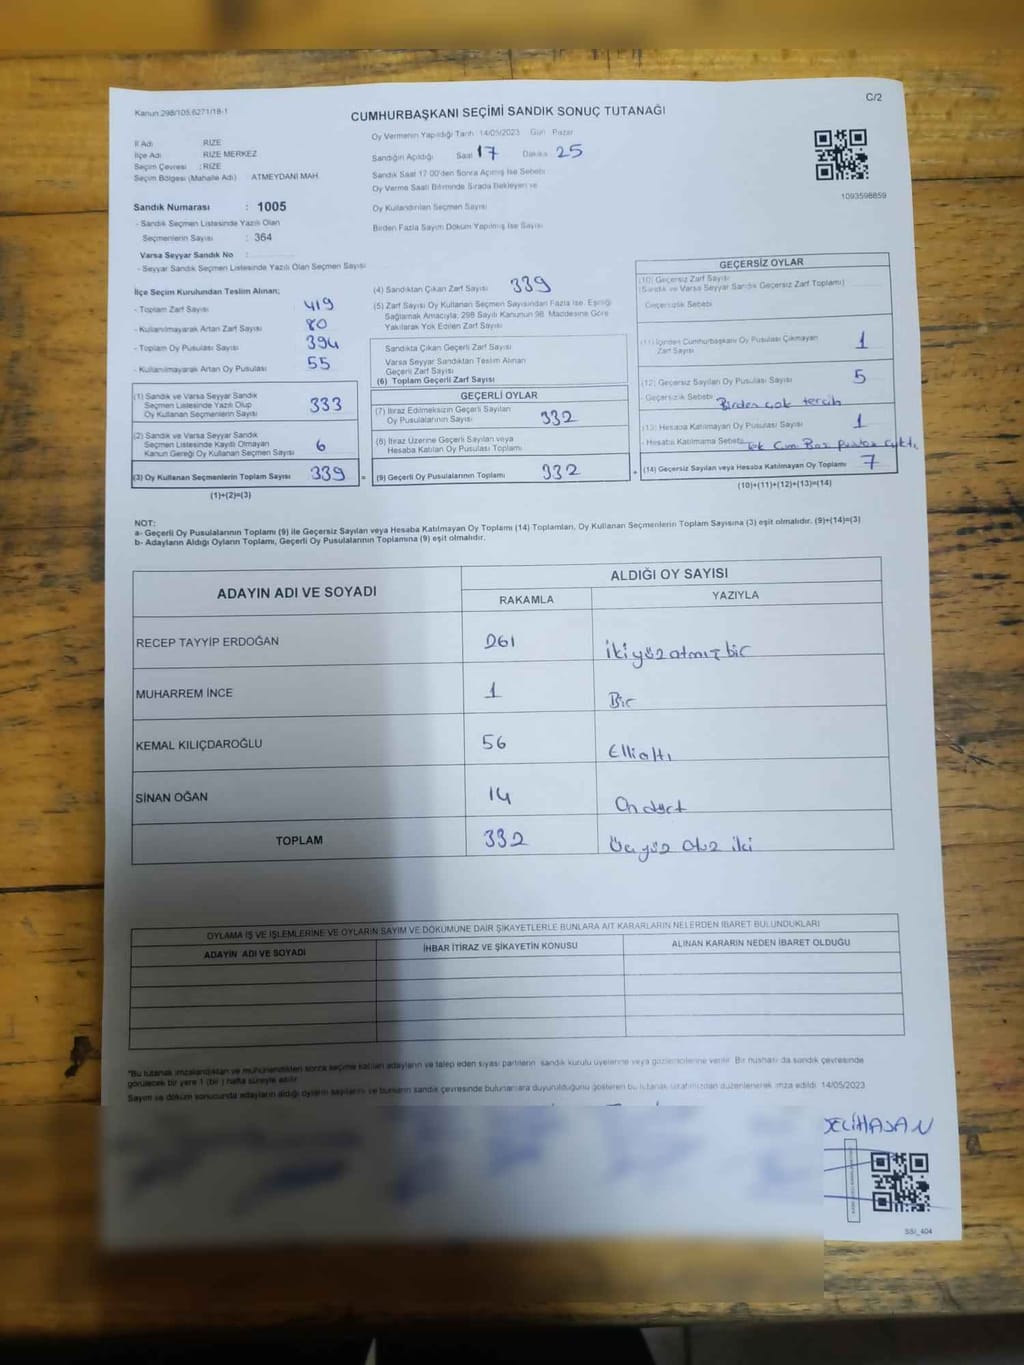 Kanun 298/105,6271/18-1
C/2
CUMHURBAŞKANI SEÇİMİ SANDIK SONUÇ TUTANAĞI
İl Adı : RİZE
İlçe Adı : RİZE MERKEZ
Seçim Çevresi : RİZE
Seçim Bölgesi (Mahalle Adı) : ATMEYDANI MAH.
Oy Vermenin Yapıldığı Tarih : 14/05/2023 Gün : Pazar
Sandığın Açıldığı Saat 17 Dakika 25
Sandık Saat 17:00'den Sonra Açılmış İse Sebebi
Oy Verme Saati Bitiminde Sırada Bekleyen ve
Oy Kullandırılan Seçmen Sayısı
Birden Fazla Sayım Döküm Yapılmış İse Sayısı
1093598859
Sandık Numarası : 1005
- Sandık Seçmen Listesinde Yazılı Olan
Seçmenlerin Sayısı : 364
Varsa Seyyar Sandık No :
- Seyyar Sandık Seçmen Listesinde Yazılı Olan Seçmen Sayısı
İlçe Seçim Kurulundan Teslim Alınan;
- Toplam Zarf Sayısı 419
- Kullanılmayarak Artan Zarf Sayısı 80
- Toplam Oy Pusulası Sayısı 394
- Kullanılmayarak Artan Oy Pusulası 55
(1) Sandık ve Varsa Seyyar Sandık
Seçmen Listesinde Yazılı Olup
Oy Kullanan Seçmenlerin Sayısı 333
(2) Sandık ve Varsa Seyyar Sandık
Seçmen Listesinde Kayıtlı Olmayan
Kanun Gereği Oy Kullanan Seçmen Sayısı 6
(3) Oy Kullanan Seçmenlerin Toplam Sayısı 339
(1)+(2)=(3)
(4) Sandıktan Çıkan Zarf Sayısı 339
(5) Zarf Sayısı Oy Kullanan Seçmen Sayısından Fazla İse, Eşitliği
Sağlamak Amacıyla, 298 Sayılı Kanunun 98. Maddesine Göre
Yakılarak Yok Edilen Zarf Sayısı
Sandıkta Çıkan Geçerli Zarf Sayısı
Varsa Seyyar Sandıktan Teslim Alınan
Geçerli Zarf Sayısı
(6) Toplam Geçerli Zarf Sayısı
GEÇERLİ OYLAR
(7) İtiraz Edilmeksizin Geçerli Sayılan
Oy Pusulalarının Sayısı 332
(8) İtiraz Üzerine Geçerli Sayılan veya
Hesaba Katılan Oy Pusulaları Toplamı
= (9) Geçerli Oy Pusulalarının Toplamı 332
GEÇERSİZ OYLAR
(10) Geçersiz Zarf Sayısı
(Sandık ve Varsa Seyyar Sandık Geçersiz Zarf Toplamı)
Geçersizlik Sebebi
(11) İçinden Cumhurbaşkanı Oy Pusulası Çıkmayan
Zarf Sayısı 1
(12) Geçersiz Sayılan Oy Pusulası Sayısı 5
- Geçersizlik Sebebi Birden çok tercih
(13) Hesaba Katılmayan Oy Pusulası Sayısı 1
- Hesaba Katılmama Sebebi Tek Cum Baş çıktı.
+ (14) Geçersiz Sayılan veya Hesaba Katılmayan Oy Toplamı 7
(10)+(11)+(12)+(13)=(14)
NOT:
a- Geçerli Oy Pusulalarının Toplamı (9) ile Geçersiz Sayılan veya Hesaba Katılmayan Oy Toplamı (14) Toplamları, Oy Kullanan Seçmenlerin Toplam Sayısına (3) eşit olmalıdır. (9)+(14)=(3)
b- Adayların Aldığı Oyların Toplamı, Geçerli Oy Pusulalarının Toplamına (9) eşit olmalıdır.
ADAYIN ADI VE SOYADI
ALDIĞI OY SAYISI
RAKAMLA YAZIYLA
RECEP TAYYİP ERDOĞAN 261 ikiyüz atmış bir
MUHARREM İNCE 1 Bir
KEMAL KILIÇDAROĞLU 56 Elli altı
SİNAN OĞAN 14 On dört
TOPLAM 332 Üç yüz otuz iki
OYLAMA İŞ VE İŞLEMLERİNE VE OYLARIN SAYIM VE DÖKÜMÜNE DAİR ŞİKAYETLERLE BUNLARA AİT KARARLARIN NELERDEN İBARET BULUNDUKLARI
ADAYIN ADI VE SOYADI İHBAR İTİRAZ VE ŞİKAYETİN KONUSU ALINAN KARARIN NEDEN İBARET OLDUĞU
"Bu tutanak imzalandıktan ve mühürlendikten sonra seçime katılan adayların ve talep eden siyasi partilerin sandık kurulu üyelerine veya gözlemcilerine verilir. Bir nüshası da sandık çevresinde
görülecek bir yere 1 (bir) hafta süreyle asılır.
Sayım ve döküm sonucunda adayların aldığı oyların sayılarını ve bunların sandık çevresinde bulunanlara duyurulduğunu gösteren bu tutanak tarafımızdan düzenlenerek imza edildi. 14/05/2023
DELİHASAN
SSİ_404